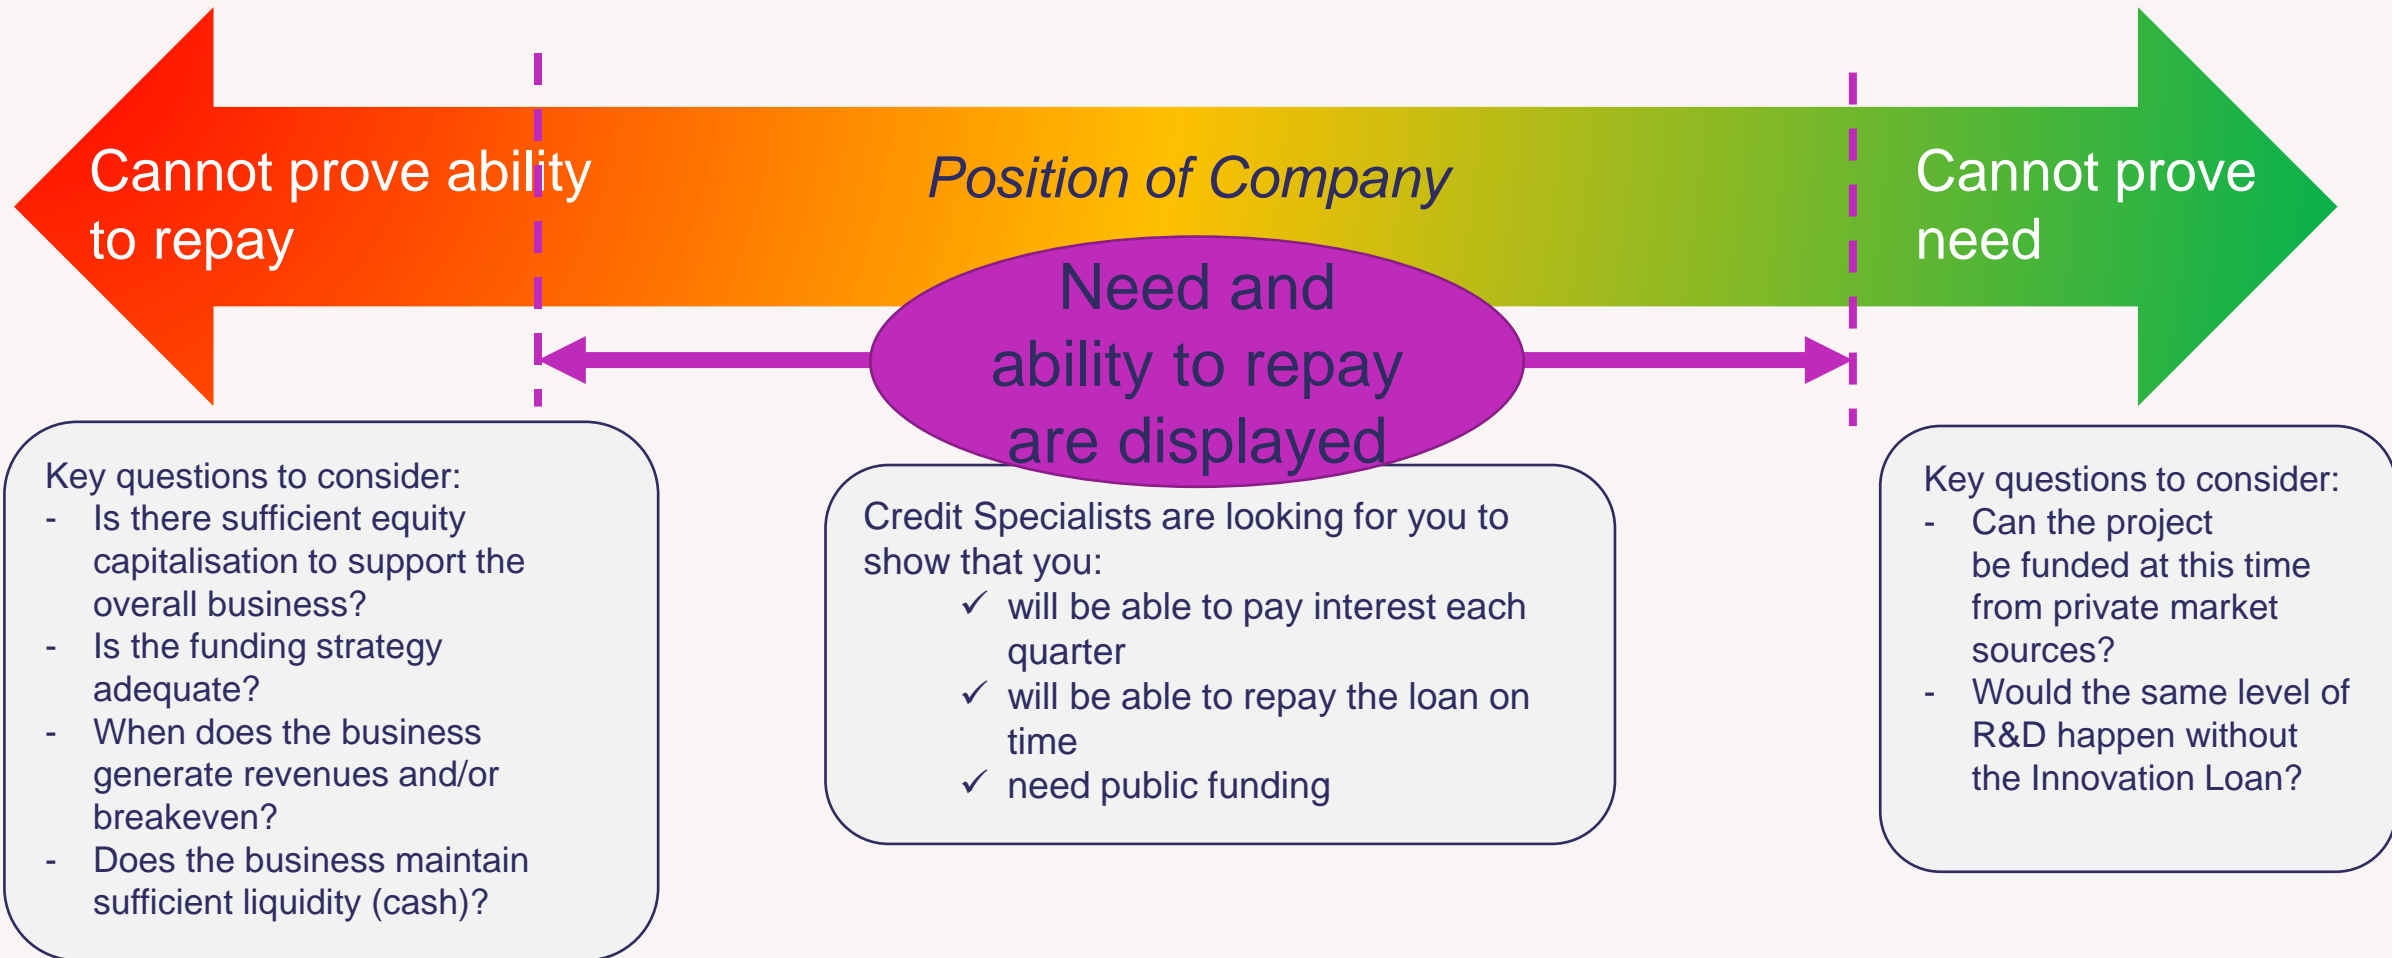 Cannot prove ability
to repay
Position of Company
Cannot prove
need
Need and
ability to repay
are displayed
Key questions to consider:
- Is there sufficient equity
capitalisation to support the
overall business?
- Is the funding strategy
adequate?
- When does the business
generate revenues and/or
breakeven?
- Does the business maintain
sufficient liquidity (cash)?
Credit Specialists are looking for you to
show that you:
✓ will be able to pay interest each
quarter
✓ will be able to repay the loan on
time
✓ need public funding
Key questions to consider:
- Can the project
be funded at this time
from private market
sources?
- Would the same level of
R&D happen without
the Innovation Loan?